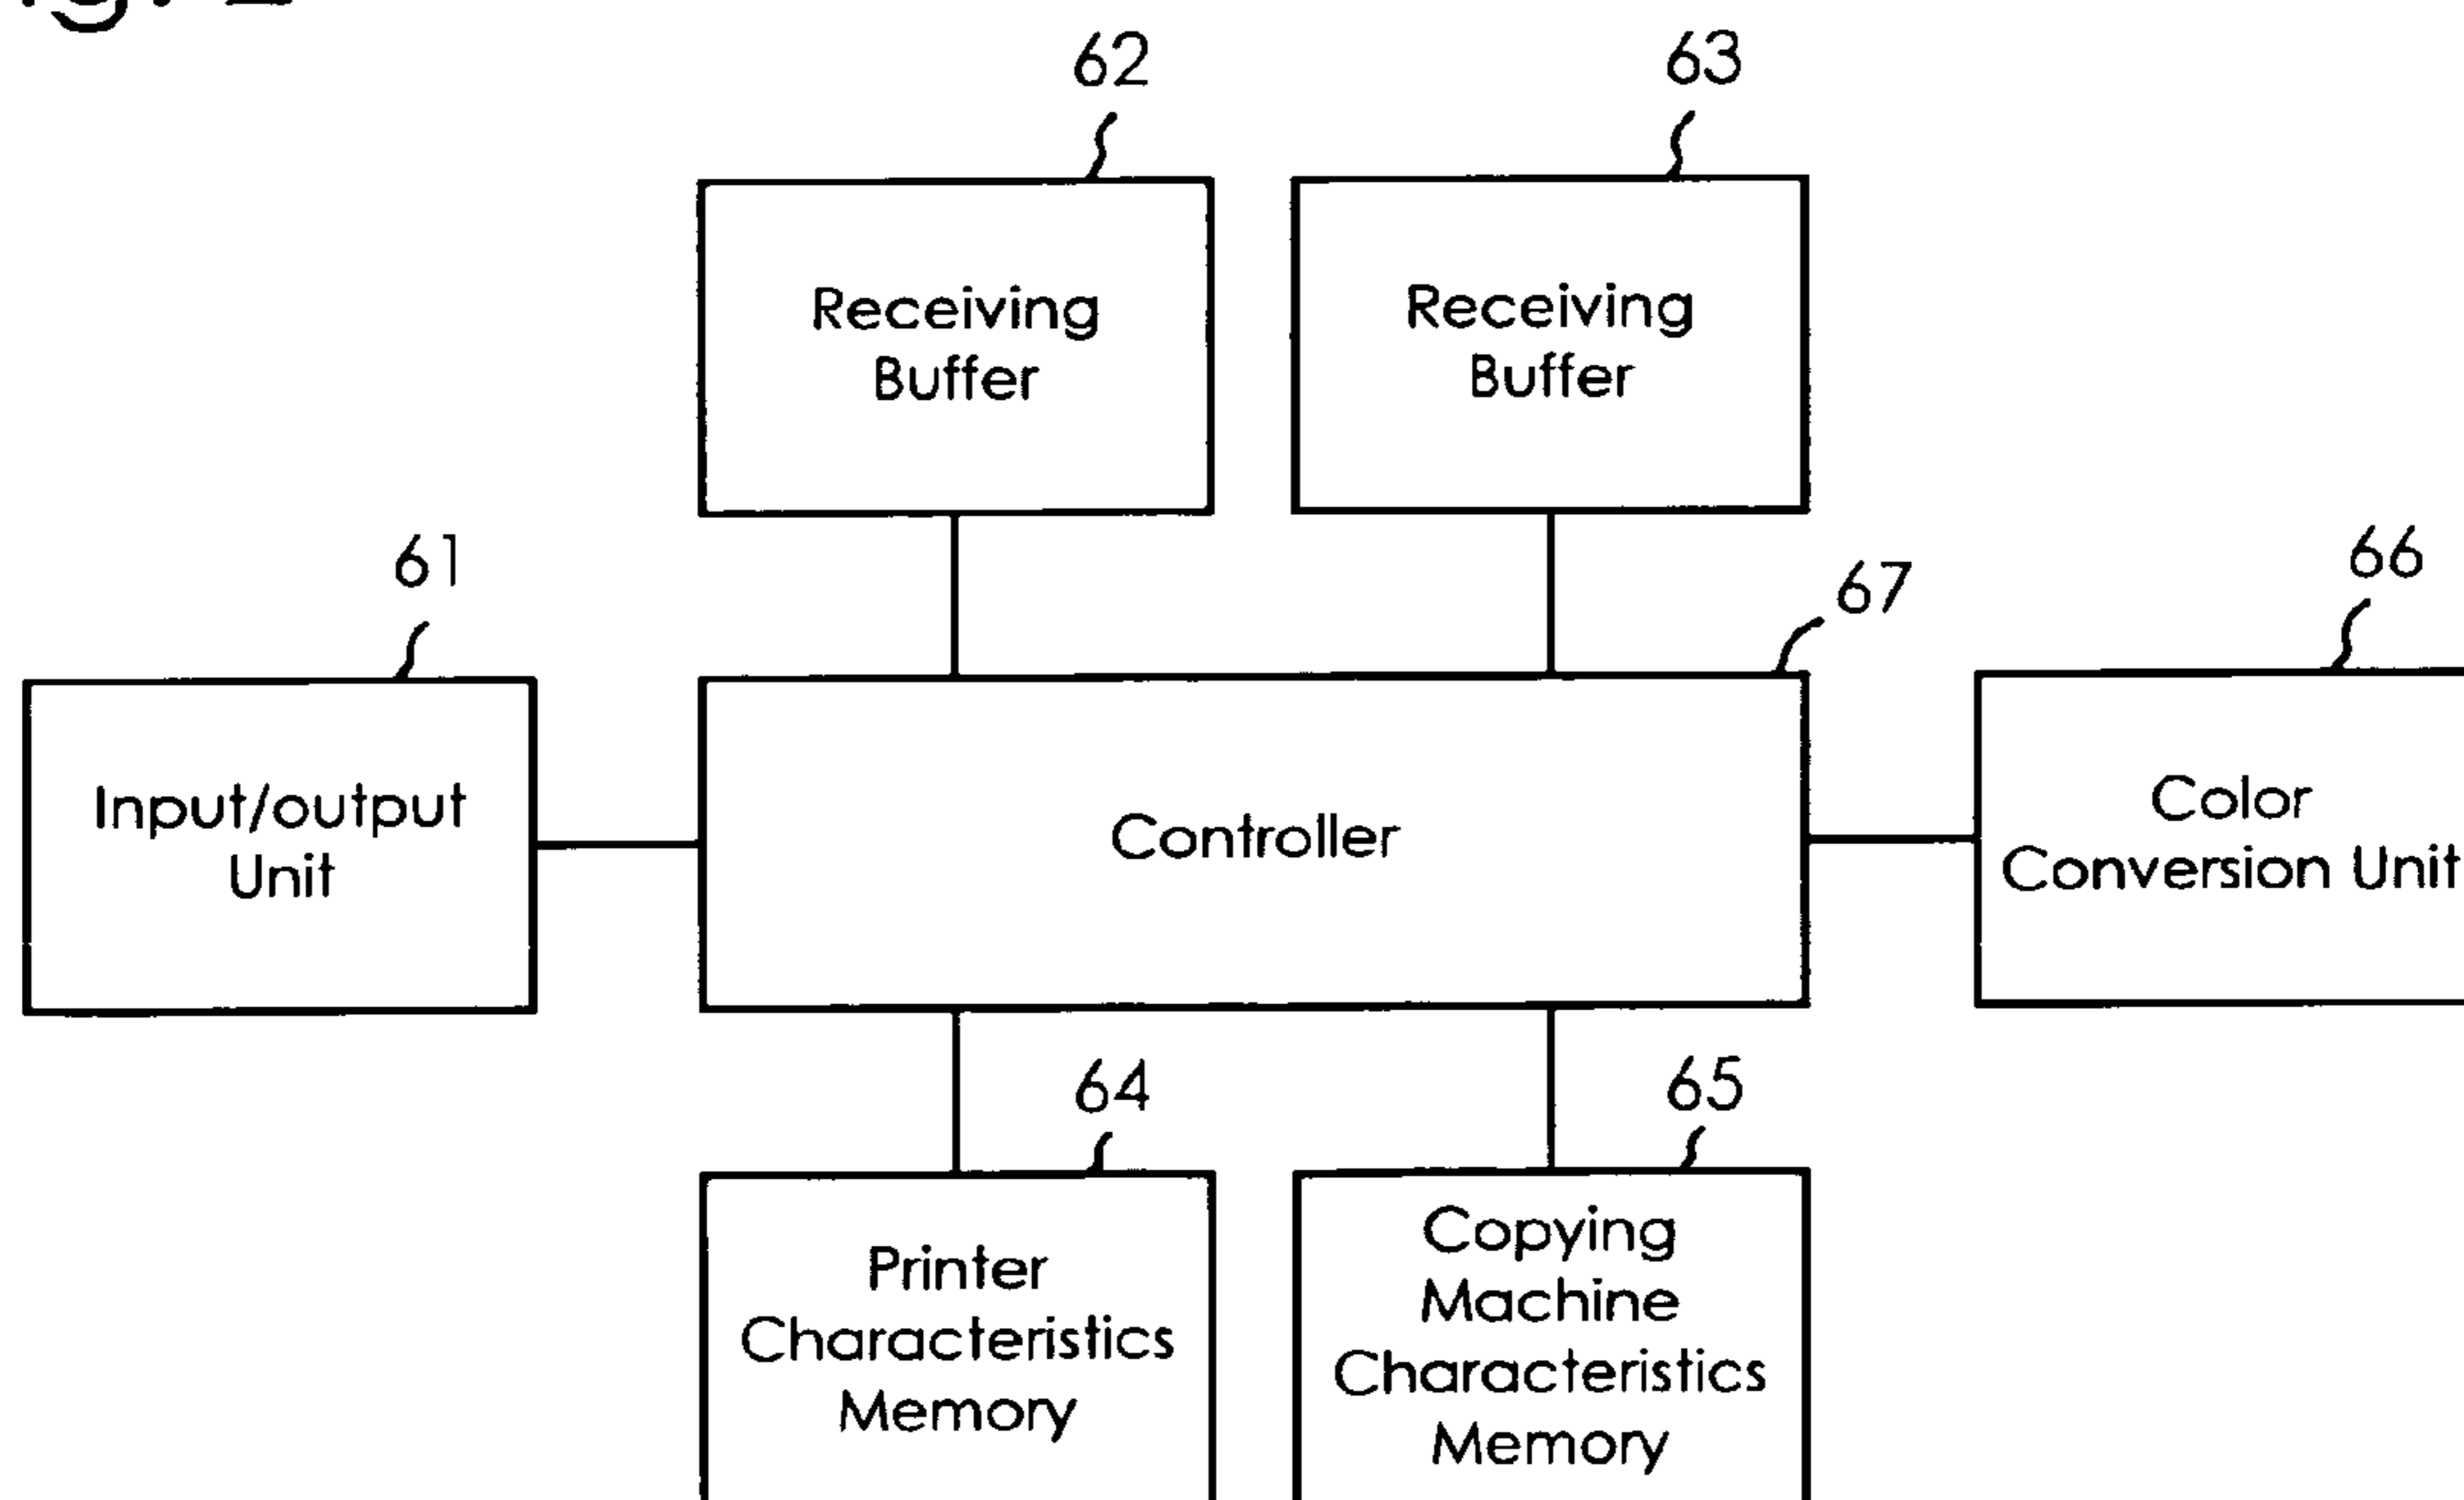 62
63
Receiving
Buffer
Receiving
Buffer
61
67
66
Input/output
Unit
Controller
Color
Conversion Unit
64
65
Printer
Characteristics
Memory
Copying
Machine
Characteristics
Memory